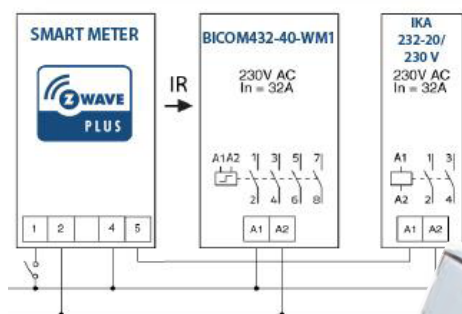 SMART METER
Z WAVE
PLUS
1 2 4 5
IR
BICOM432-40-WM1
230V AC
In = 32A
A1 A2 1 3 5 7
2 4 6 8
A1 A2
IKA
232-20/
230 V
230V AC
In = 32A
A1 1 3
A2 2 4
A1 A2